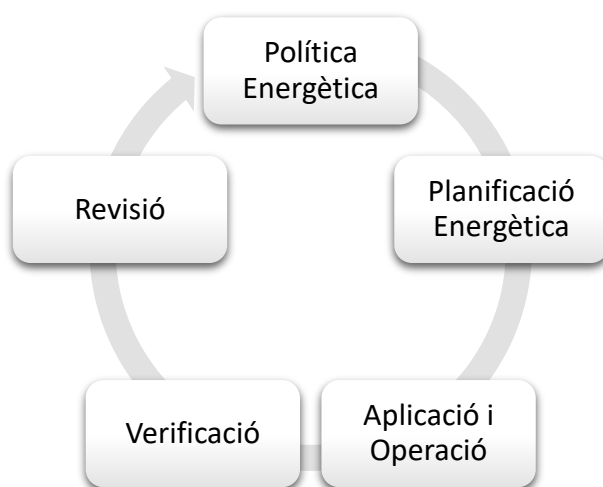 Política
Energètica
Planificació
Energètica
Aplicació i
Operació
Verificació
Revisió